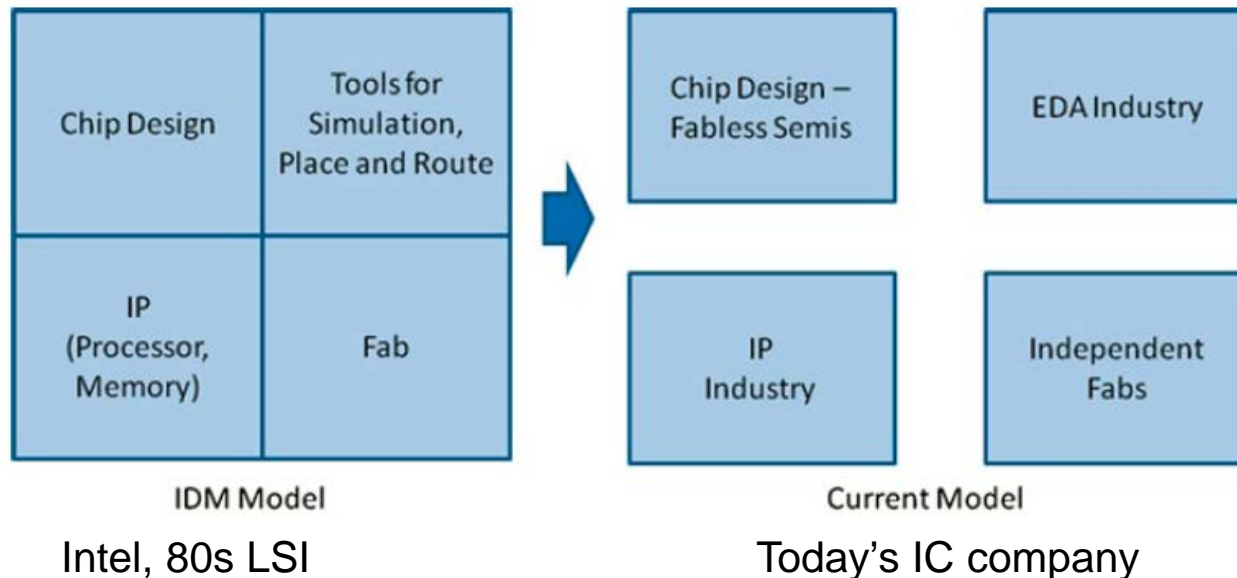 Chip Design
Tools for
Simulation,
Place and Route
IP
(Processor,
Memory)
Fab
IDM Model
Intel, 80s LSI
Chip Design –
Fabless Semis
EDA Industry
IP
Industry
Independent
Fabs
Current Model
Today's IC company